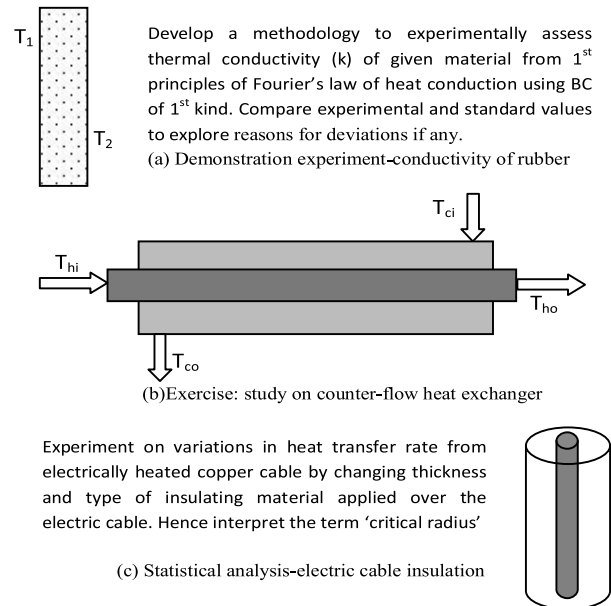 T1
T2
Develop a methodology to experimentally assess
thermal conductivity (k) of given material from 1st
principles of Fourier's law of heat conduction using BC
of 1st kind. Compare experimental and standard values
to explore reasons for deviations if any.
(a) Demonstration experiment-conductivity of rubber
Tci
Thi
Tho
Tco
(b)Exercise: study on counter-flow heat exchanger
Experiment on variations in heat transfer rate from
electrically heated copper cable by changing thickness
and type of insulating material applied over the
electric cable. Hence interpret the term 'critical radius'
(c) Statistical analysis-electric cable insulation